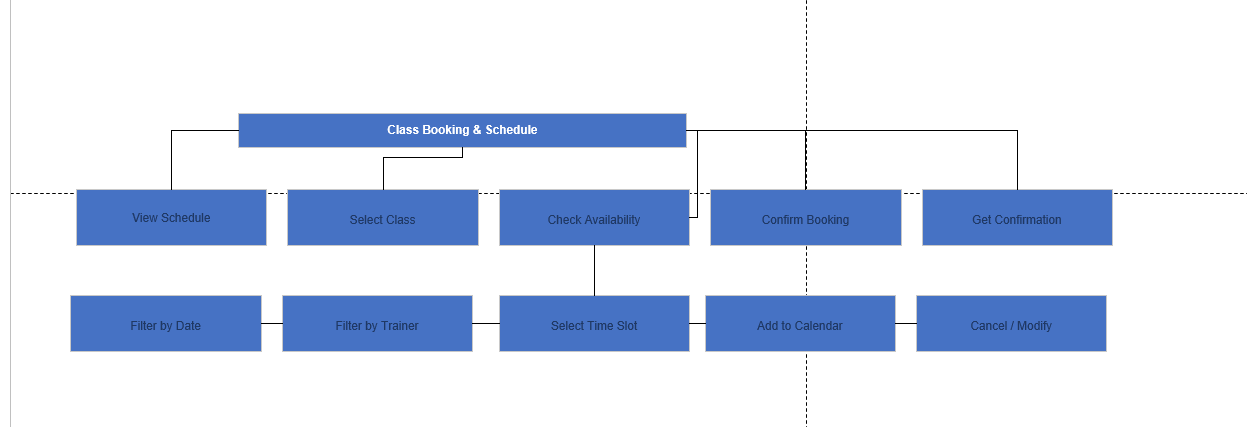 Class Booking & Schedule
View Schedule
Select Class
Check Availability
Confirm Booking
Get Confirmation
Filter by Date
Filter by Trainer
Select Time Slot
Add to Calendar
Cancel / Modify